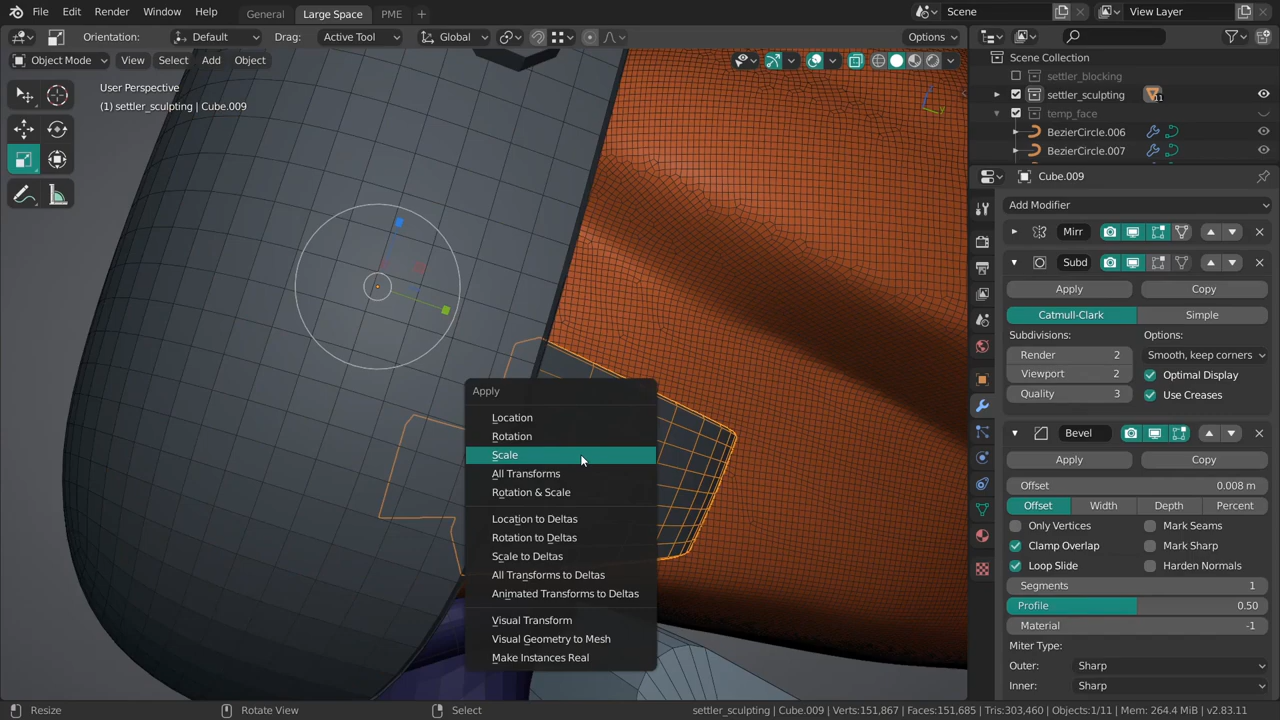 File Edit Render Window Help General Large Space PME Scene View Layer
Orientation: Default Drag: Active Tool Global Options
Object Mode View Select Add Object
User Perspective
(1) settler_sculpting | Cube.009
Scene Collection
settler_blocking
settler_sculpting 11
temp_face
BezierCircle.006
BezierCircle.007
Cube.009
Add Modifier
Mirr
Subd
Apply Copy
Catmull-Clark Simple
Subdivisions: Options:
Render 2 Smooth, keep corners
Viewport 2 Optimal Display
Quality 3 Use Creases
Bevel
Apply Copy
Offset 0.008 m
Offset Width Depth Percent
Only Vertices Mark Seams
Clamp Overlap Mark Sharp
Loop Slide Harden Normals
Segments 1
Profile 0.50
Material -1
Miter Type:
Outer: Sharp
Inner: Sharp
Apply
Location
Rotation
Scale
All Transforms
Rotation & Scale
Location to Deltas
Rotation to Deltas
Scale to Deltas
All Transforms to Deltas
Animated Transforms to Deltas
Visual Transform
Visual Geometry to Mesh
Make Instances Real
Resize Rotate View Select settler_sculpting | Cube.009 | Verts:151,867 | Faces:151,685 | Tris:303,460 | Objects:1/11 | Mem: 264.4 MiB | v2.83.11